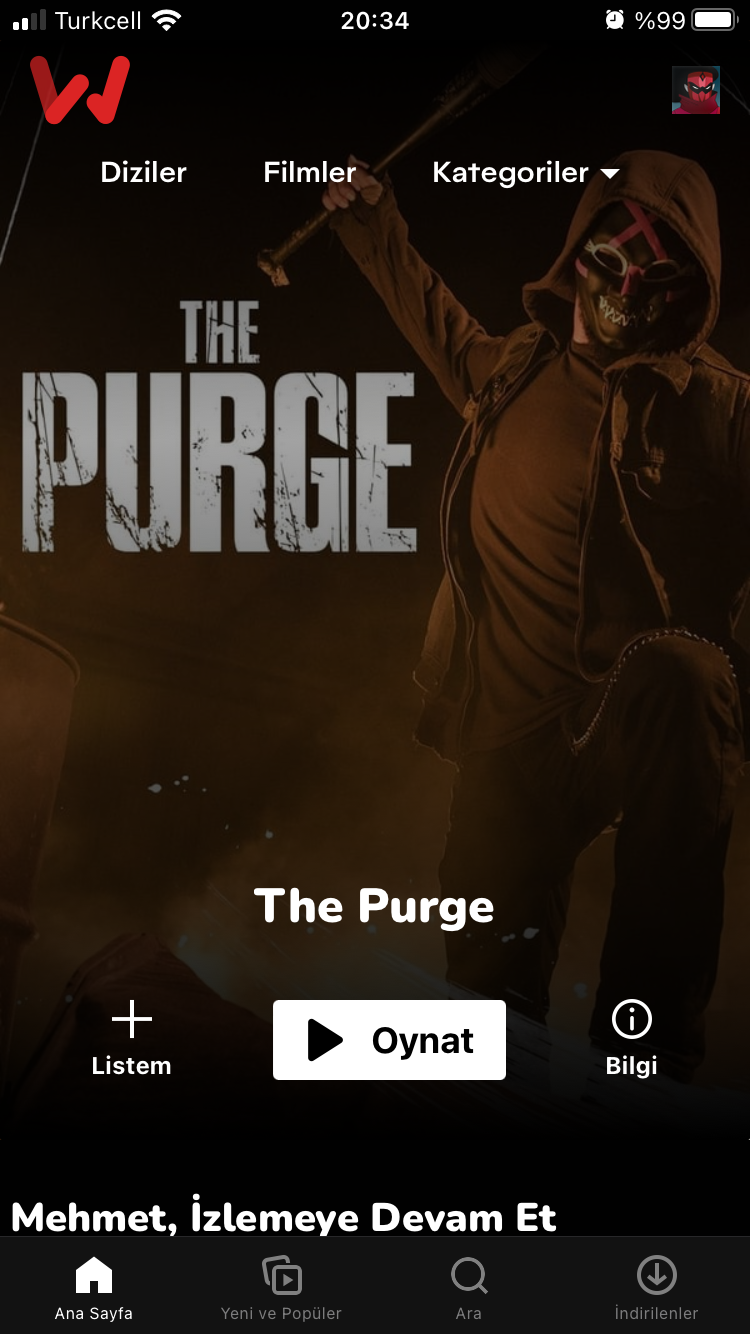 Turkcell 20:34 %99
W
Diziler Filmler Kategoriler
THE
PURGE
The Purge
Listem Oynat Bilgi
Mehmet, İzlemeye Devam Et
Ana Sayfa Yeni ve Popüler Ara İndirilenler